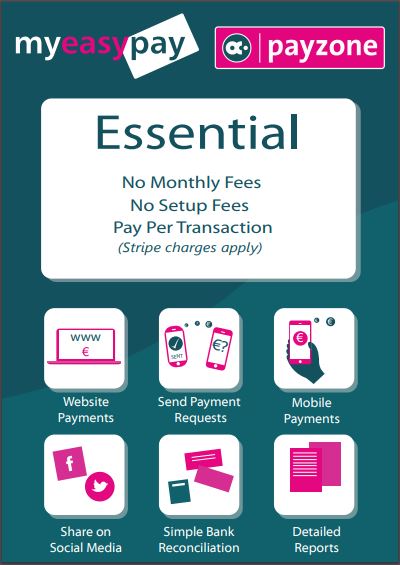 myeasypay
payzone
Essential
No Monthly Fees
No Setup Fees
Pay Per Transaction
(Stripe charges apply)
WWW
€
SENT
€?
€
Website
Payments
Send Payment
Requests
Mobile
Payments
f
Share on
Social Media
Simple Bank
Reconciliation
Detailed
Reports